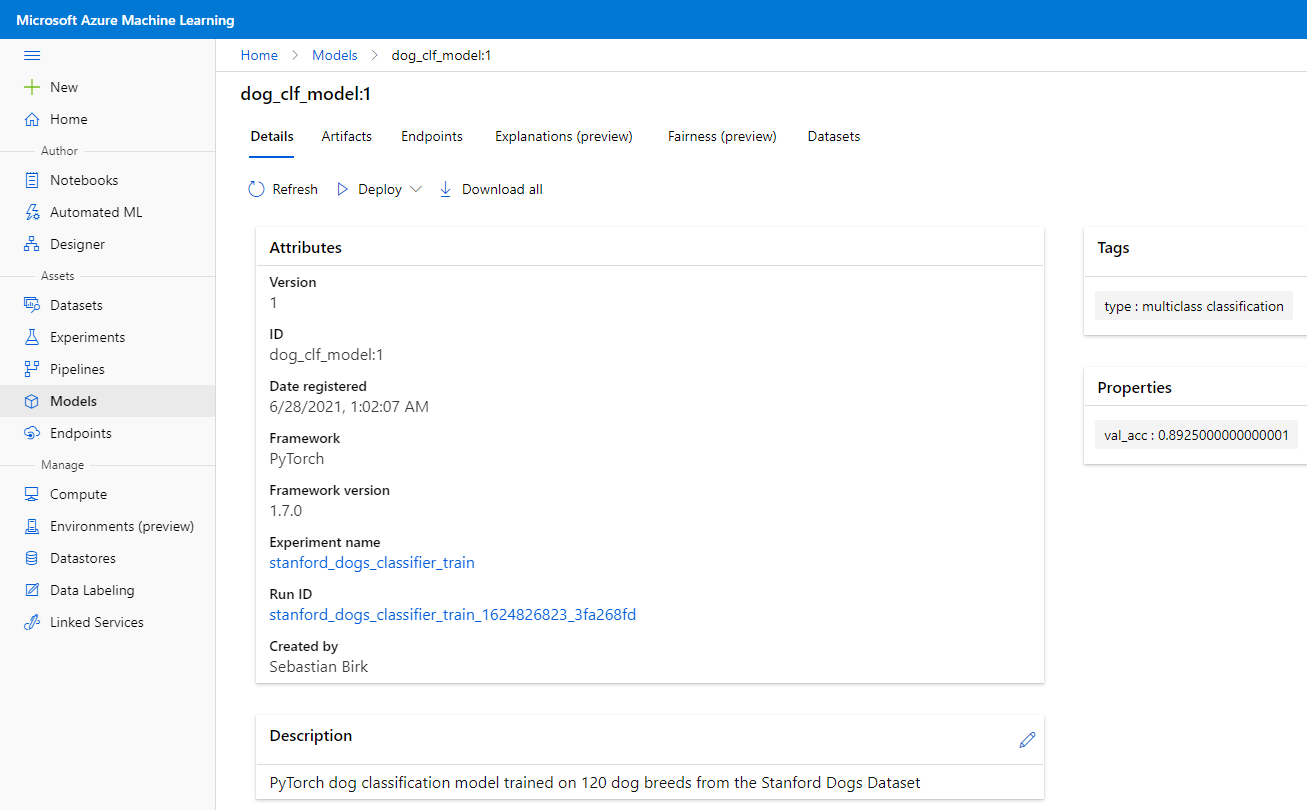 Microsoft Azure Machine Learning
New
Home
Author
Notebooks
Automated ML
Designer
Assets
Datasets
Experiments
Pipelines
Models
Endpoints
Manage
Compute
Environments (preview)
Datastores
Data Labeling
Linked Services
Home > Models > dog_clf_model:1
dog_clf_model:1
Details Artifacts Endpoints Explanations (preview) Fairness (preview) Datasets
Refresh Deploy Download all
Attributes
Version
1
ID
dog_clf_model:1
Date registered
6/28/2021, 1:02:07 AM
Framework
PyTorch
Framework version
1.7.0
Experiment name
stanford_dogs_classifier_train
Run ID
stanford_dogs_classifier_train_1624826823_3fa268fd
Created by
Sebastian Birk
Description
PyTorch dog classification model trained on 120 dog breeds from the Stanford Dogs Dataset
Tags
type : multiclass classification
Properties
val_acc : 0.8925000000000001